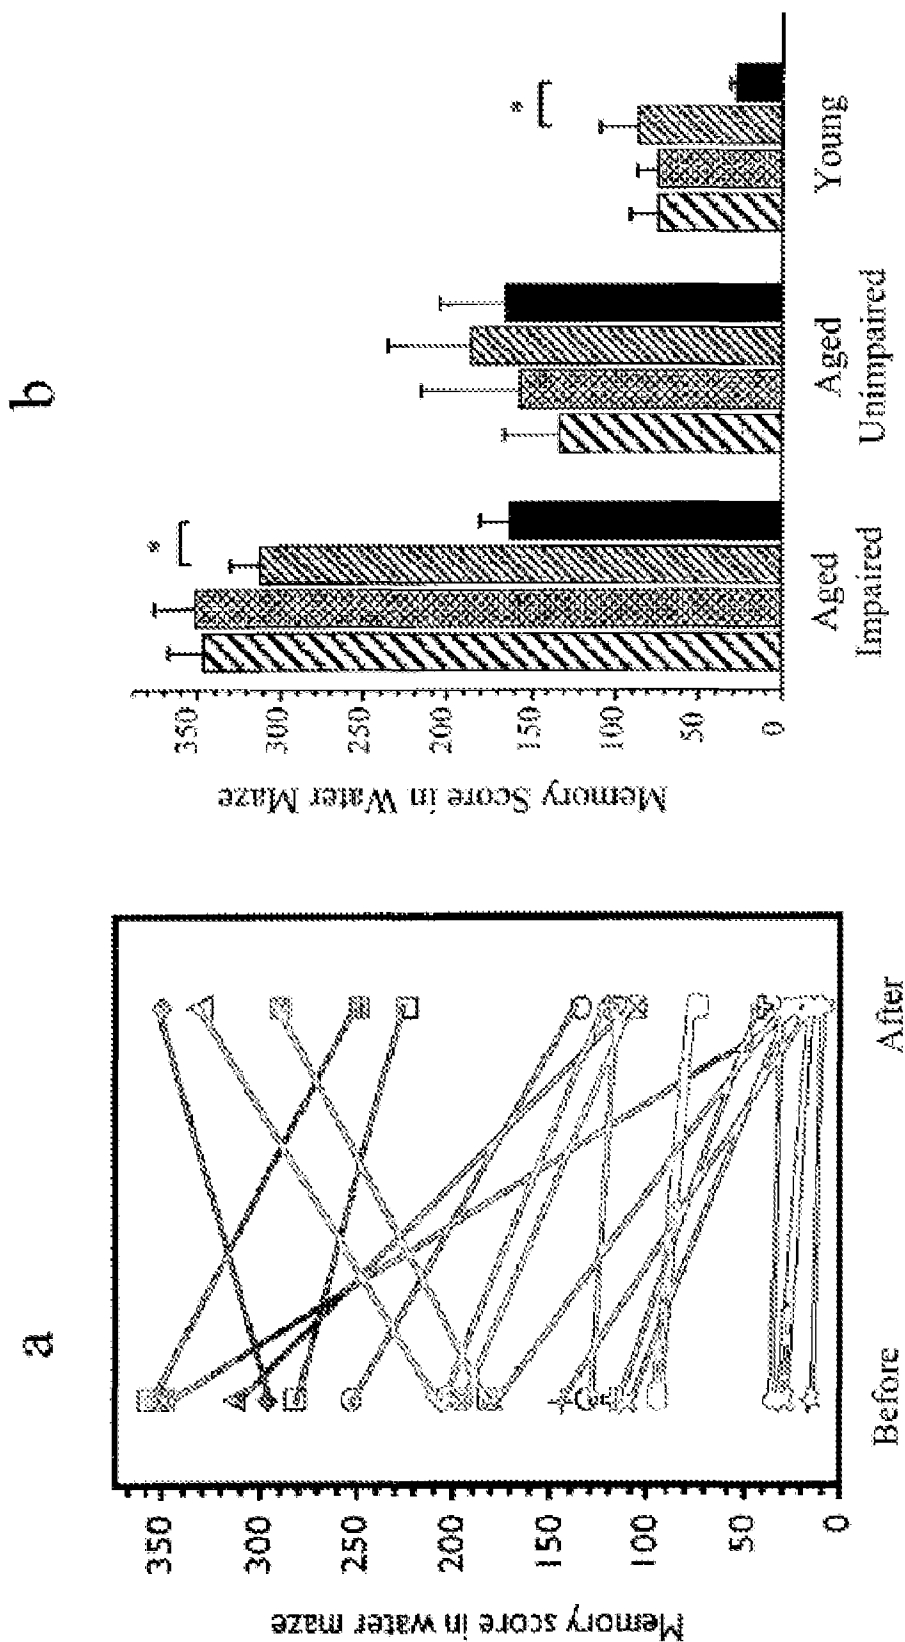 a
Memory score in water maze
350
300
250
200
150
100
50
0
Before
After
b
Memory Score in Water Maze
350
300
250
200
150
100
50
0
*
*
Aged
Impaired
Aged
Unimpaired
Young